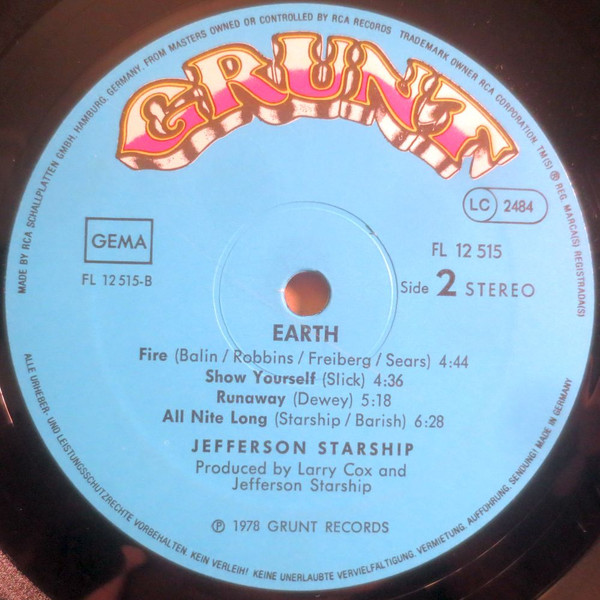 MADE BY RCA SCHALLPLATTEN GMBH, HAMBURG, GERMANY, FROM MASTERS OWNED OR CONTROLLED BY RCA RECORDS TRADEMARK OWNER RCA CORPORATION TM(S) ® REG. MARCA(S) REGISTRADA(S)
GRUNT
LC 2484
GEMA
FL 12 515
FL 12 515-B
Side 2 STEREO
EARTH
Fire (Balin / Robbins / Freiberg / Sears) 4:44
Show Yourself (Slick) 4:36
Runaway (Dewey) 5:18
All Nite Long (Starship / Barish) 6:28
JEFFERSON STARSHIP
Produced by Larry Cox and
Jefferson Starship
℗ 1978 GRUNT RECORDS
ALLE URHEBER- UND LEISTUNGSSCHUTZRECHTE VORBEHALTEN. KEIN VERLEIH! KEINE UNERLAUBTE VERVIELFALTIGUNG, VERMIETUNG, AUFFUHRUNG, SENDUNG! MADE IN GERMANY